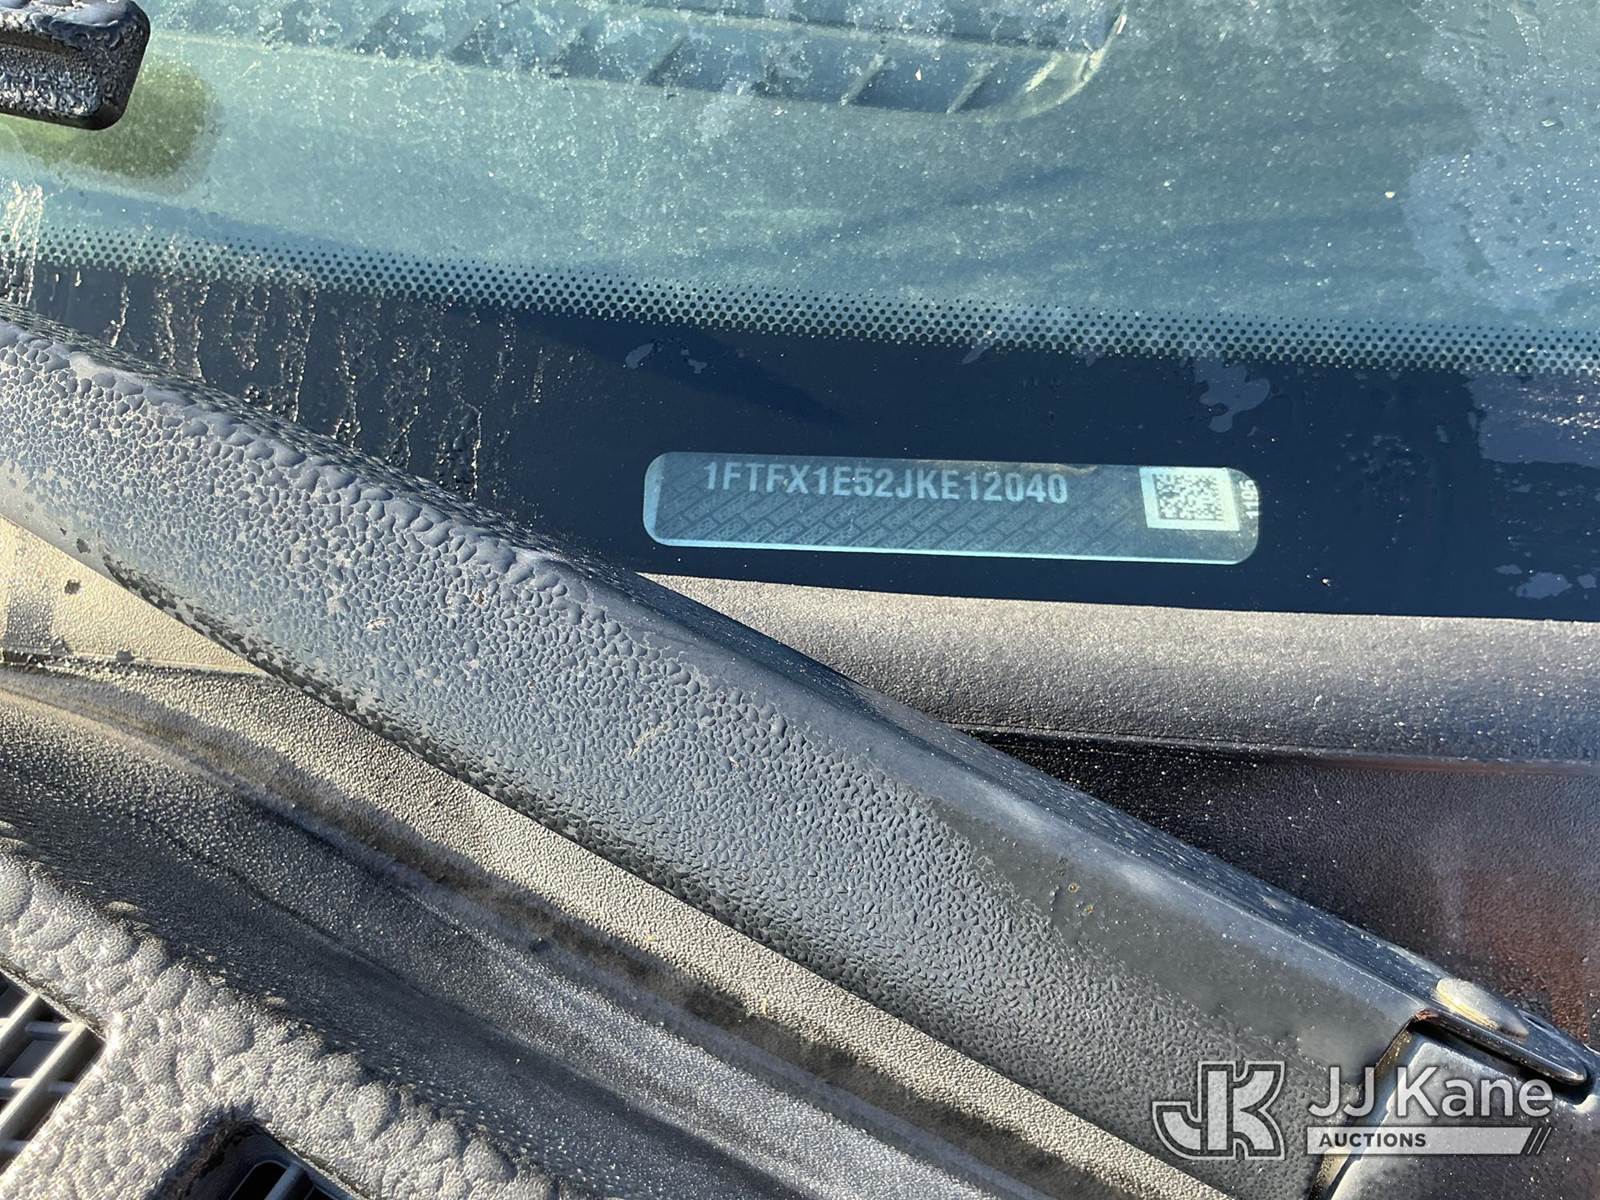 1FTFX1E52JKE12040
JJ Kane
AUCTIONS